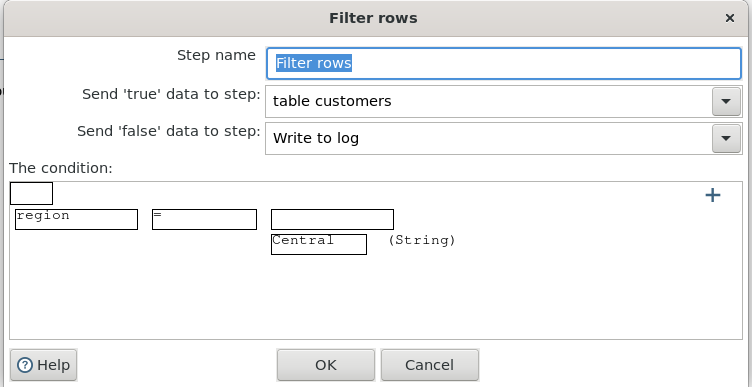 Filter rows ×
Step name Filter rows
Send 'true' data to step: table customers
Send 'false' data to step: Write to log
The condition:
+
region = 
Central (String)
? Help OK Cancel